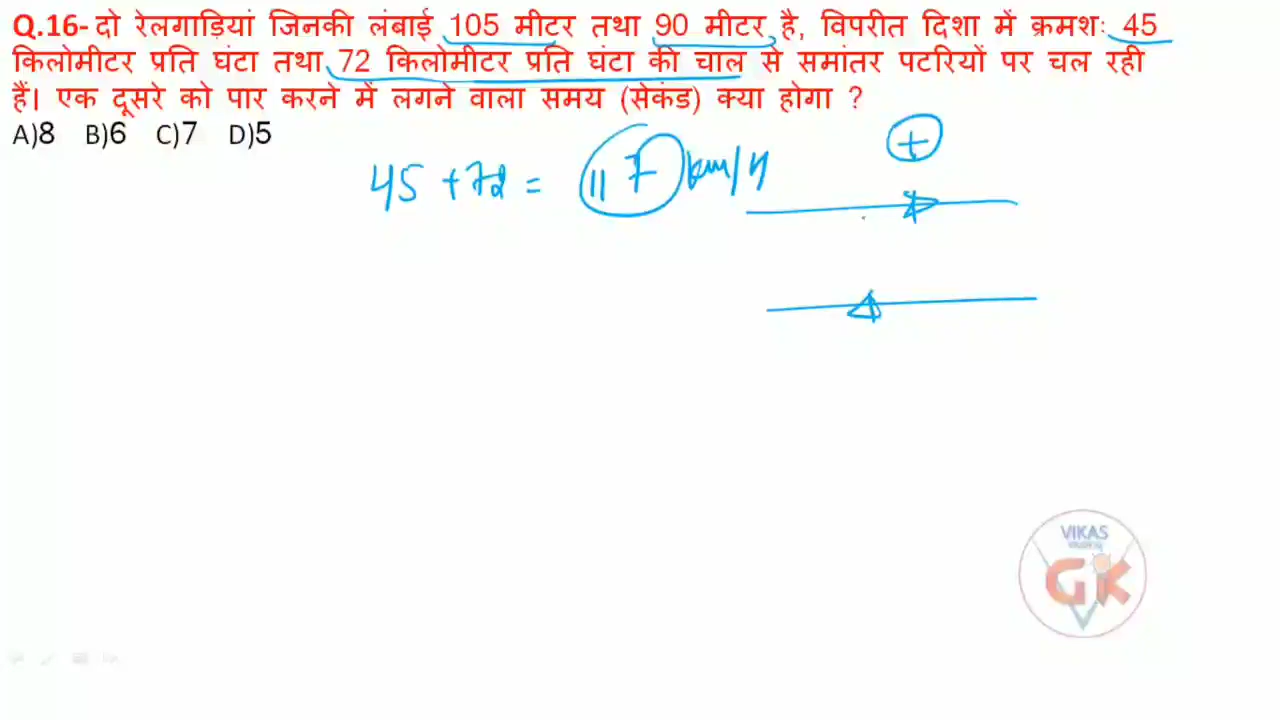 Q.16- दो रेलगाड़ियां जिनकी लंबाई 105 मीटर तथा 90 मीटर है, विपरीत दिशा में क्रमशः 45
किलोमीटर प्रति घंटा तथा 72 किलोमीटर प्रति घंटा की चाल से समांतर पटरियों पर चल रही
हैं। एक दूसरे को पार करने में लगने वाला समय (सेकंड) क्या होगा ?
A)8 B)6 C)7 D)5
45 + 72 = 117 km/h
+
VIKAS
GK